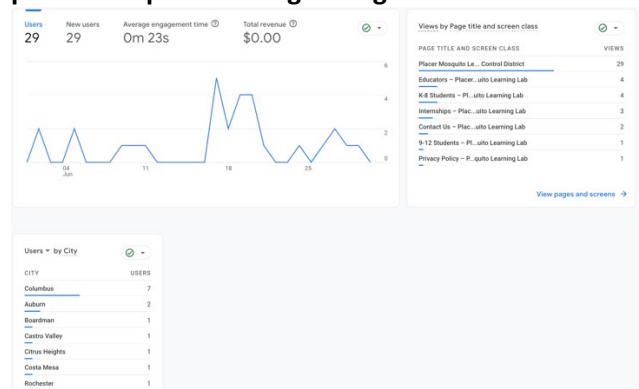 Users New users Average engagement time Total revenue
29 29 0m 23s $0.00
6
4
2
0
04 11 18 25
Jun
Views by Page title and screen class
PAGE TITLE AND SCREEN CLASS VIEWS
Placer Mosquito Le... Control District 29
Educators – Placer...uito Learning Lab 4
K-8 Students – Pl...uito Learning Lab 4
Internships – Plac...uito Learning Lab 3
Contact Us – Plac...uito Learning Lab 2
9-12 Students – Pl...uito Learning Lab 1
Privacy Policy – P...quito Learning Lab 1
View pages and screens
Users by City
CITY USERS
Columbus 7
Auburn 2
Boardman 1
Castro Valley 1
Citrus Heights 1
Costa Mesa 1
Rochester 1